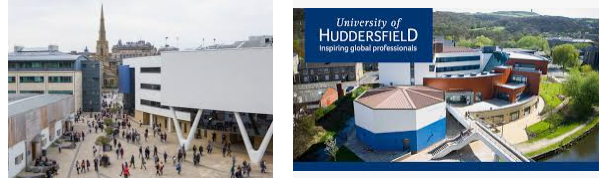 University of
HUDDERSFIELD
Inspiring global professionals